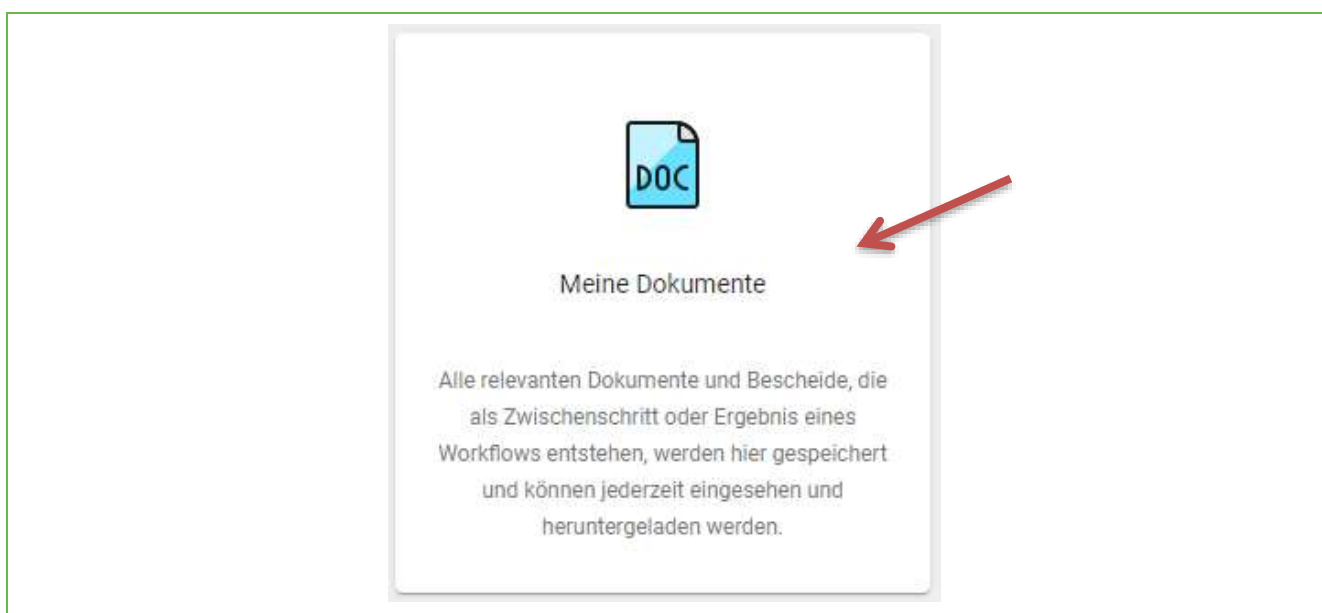 DOC
Meine Dokumente
Alle relevanten Dokumente und Bescheide, die
als Zwischenschritt oder Ergebnis eines
Workflows entstehen, werden hier gespeichert
und können jederzeit eingesehen und
heruntergeladen werden.